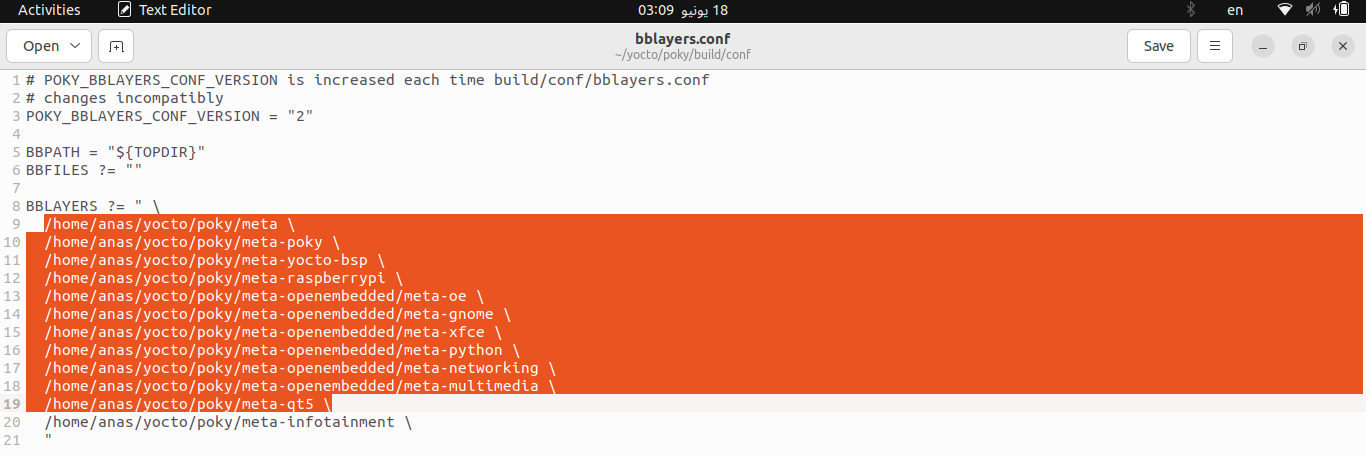 Activities Text Editor 18 يونيو 03:09 en
Open bblayers.conf Save
~/yocto/poky/build/conf
1 # POKY_BBLAYERS_CONF_VERSION is increased each time build/conf/bblayers.conf
2 # changes incompatibly
3 POKY_BBLAYERS_CONF_VERSION = "2"
4
5 BBPATH = "${TOPDIR}"
6 BBFILES ?= ""
7
8 BBLAYERS ?= " \
9 /home/anas/yocto/poky/meta \
10 /home/anas/yocto/poky/meta-poky \
11 /home/anas/yocto/poky/meta-yocto-bsp \
12 /home/anas/yocto/poky/meta-raspberrypi \
13 /home/anas/yocto/poky/meta-openembedded/meta-oe \
14 /home/anas/yocto/poky/meta-openembedded/meta-gnome \
15 /home/anas/yocto/poky/meta-openembedded/meta-xfce \
16 /home/anas/yocto/poky/meta-openembedded/meta-python \
17 /home/anas/yocto/poky/meta-openembedded/meta-networking \
18 /home/anas/yocto/poky/meta-openembedded/meta-multimedia \
19 /home/anas/yocto/poky/meta-qt5 \
20 /home/anas/yocto/poky/meta-infotainment \
21 "